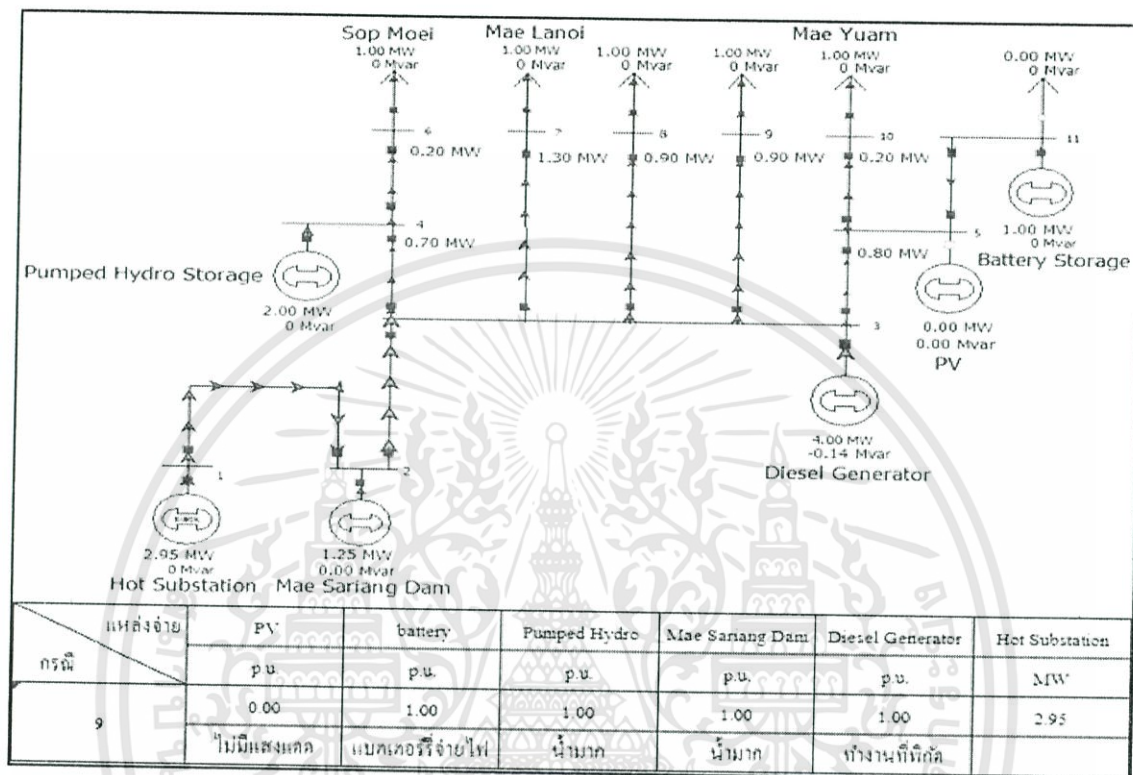 Sop Moei Mae Lanoi Mae Yuam
1.00 MW 1.00 MW 1.00 MW 1.00 MW 1.00 MW 0.00 MW
0 Mvar 0 Mvar 0 Mvar 0 Mvar 0 Mvar 0 Mvar
6 7 8 9 10 11
0.20 MW 1.30 MW 0.90 MW 0.90 MW 0.20 MW
4 5
0.70 MW 0.80 MW
1.00 MW
0 Mvar
Battery Storage
Pumped Hydro Storage
2.00 MW
0 Mvar
3
0.00 MW
0.00 Mvar
PV
4.00 MW
-0.14 Mvar
Diesel Generator
1 2
2.95 MW 1.25 MW
0 Mvar 0.00 Mvar
Hot Substation Mae Sariang Dam
แหล่งจ่าย PV battery Pumped Hydro Mae Sariang Dam Diesel Generator Hot Substation
กรณี p.u. p.u. p.u. p.u. p.u. MW
9 0.00 1.00 1.00 1.00 1.00 2.95
ไม่มีแสงแดด แบตเตอร์รี่จ่ายไฟ น้ำมาก น้ำมาก ทำงานที่พิกัด